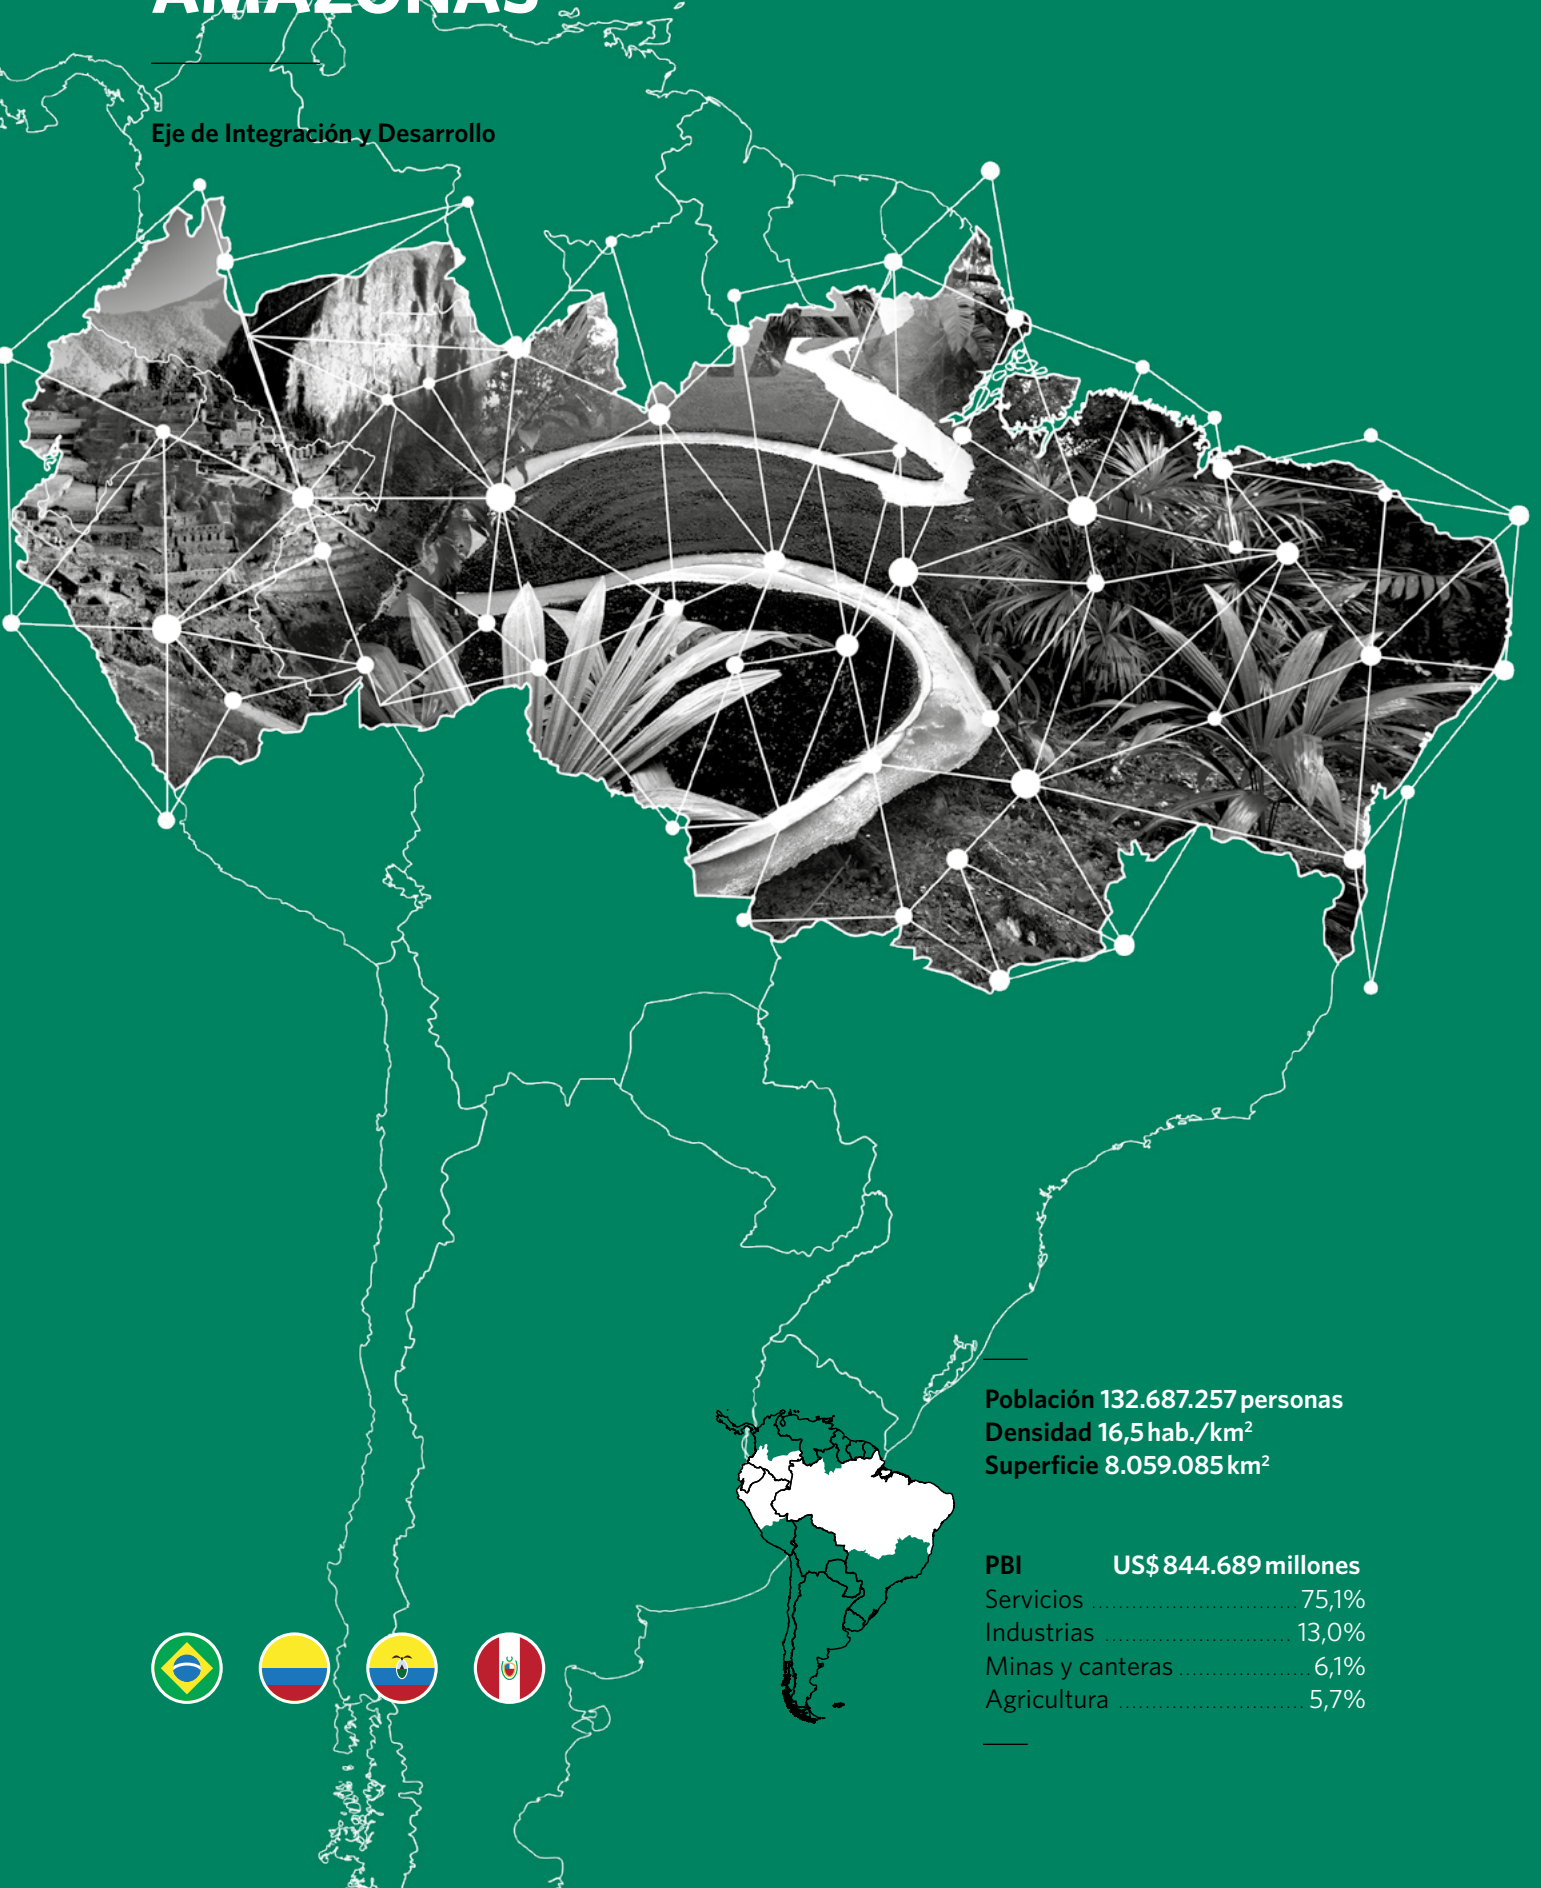 AMAZONAS
Eje de Integración y Desarrollo
Población 132.687.257 personas
Densidad 16,5 hab./km²
Superficie 8.059.085 km²
PBI US$ 844.689 millones
Servicios 75,1%
Industrias 13,0%
Minas y canteras 6,1%
Agricultura 5,7%